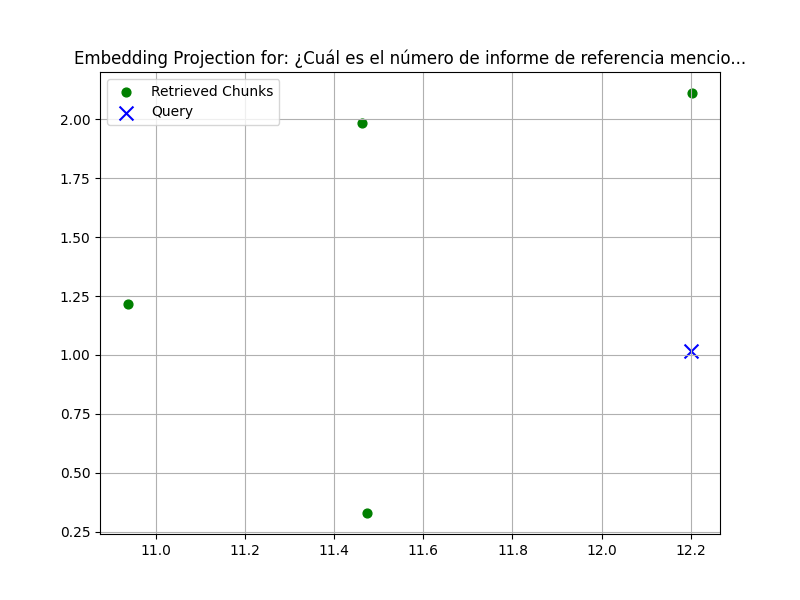 Embedding Projection for: ¿Cuál es el número de informe de referencia mencio...
Retrieved Chunks
Query
2.00
1.75
1.50
1.25
1.00
0.75
0.50
0.25
11.0 11.2 11.4 11.6 11.8 12.0 12.2